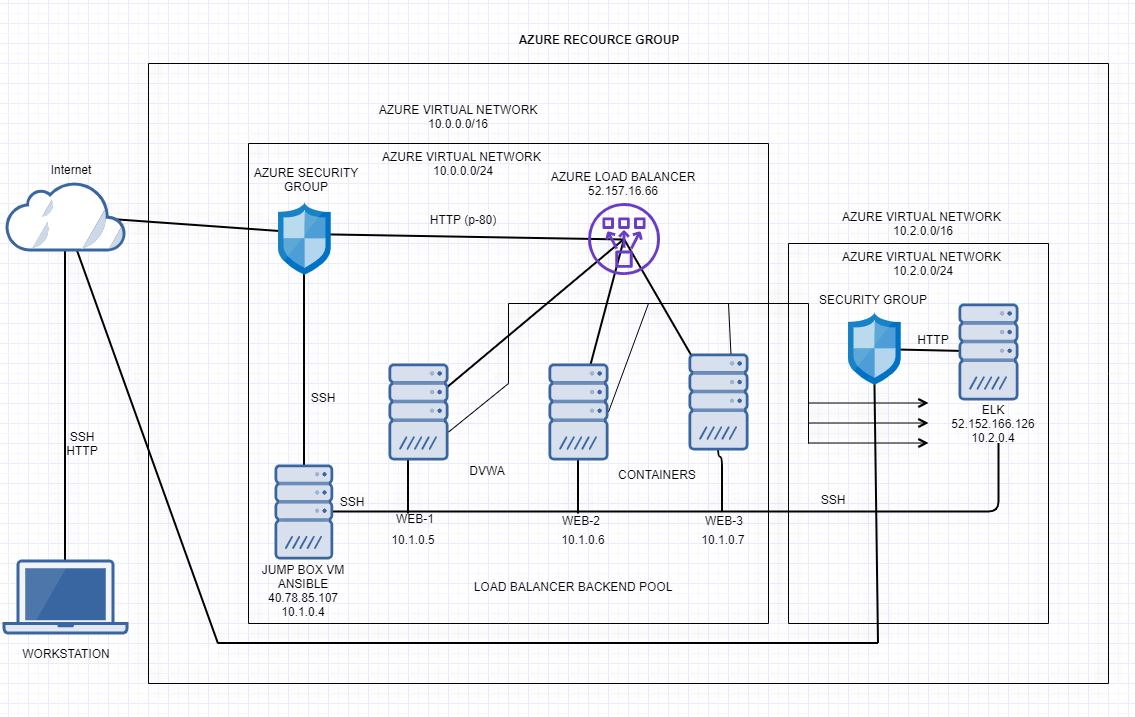 AZURE RECOURCE GROUP
AZURE VIRTUAL NETWORK
10.0.0.0/16
AZURE VIRTUAL NETWORK
10.0.0.0/24
Internet
AZURE SECURITY
GROUP
AZURE LOAD BALANCER
52.157.16.66
HTTP (p-80)
AZURE VIRTUAL NETWORK
10.2.0.0/16
AZURE VIRTUAL NETWORK
10.2.0.0/24
SECURITY GROUP
HTTP
SSH
ELK
52.152.166.126
10.2.0.4
SSH
HTTP
DVWA
CONTAINERS
SSH
SSH
WEB-1
10.1.0.5
WEB-2
10.1.0.6
WEB-3
10.1.0.7
JUMP BOX VM
ANSIBLE
40.78.85.107
10.1.0.4
LOAD BALANCER BACKEND POOL
WORKSTATION